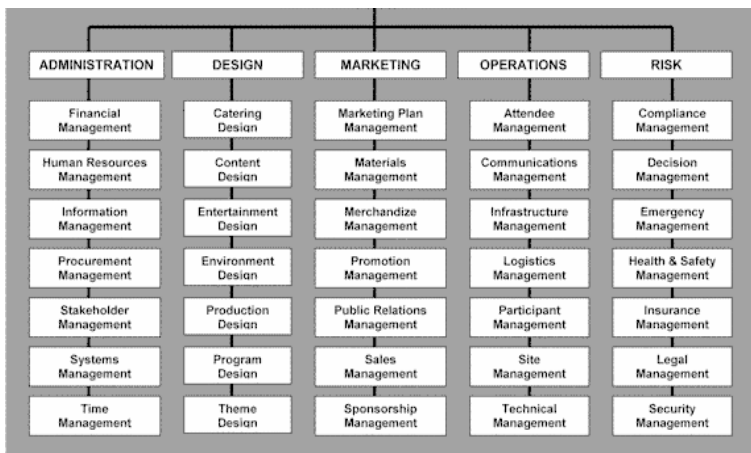 ADMINISTRATION
DESIGN
MARKETING
OPERATIONS
RISK
Financial
Management
Catering
Design
Marketing Plan
Management
Attendee
Management
Compliance
Management
Human Resources
Management
Content
Design
Materials
Management
Communications
Management
Decision
Management
Information
Management
Entertainment
Design
Merchandize
Management
Infrastructure
Management
Emergency
Management
Procurement
Management
Environment
Design
Promotion
Management
Logistics
Management
Health & Safety
Management
Stakeholder
Management
Production
Design
Public Relations
Management
Participant
Management
Insurance
Management
Systems
Management
Program
Design
Sales
Management
Site
Management
Legal
Management
Time
Management
Theme
Design
Sponsorship
Management
Technical
Management
Security
Management